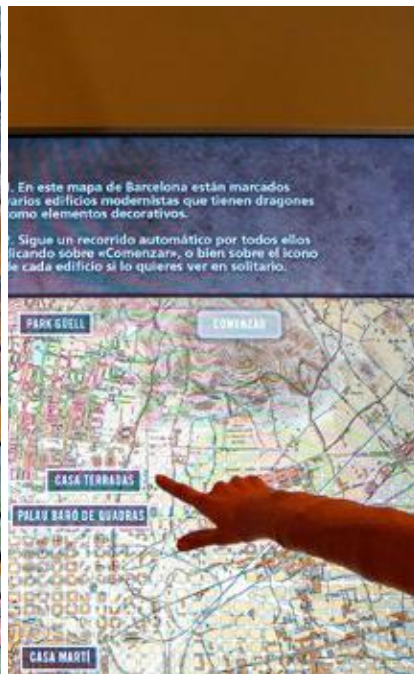 1. En este mapa de Barcelona están marcados
varios edificios modernistas que tienen dragones
como elementos decorativos.
2. Sigue un recorrido automático por todos ellos
clicando sobre «Comenzar», o bien sobre el icono
de cada edificio si lo quieres ver en solitario.
PARK GÜELL
COMENZAR
CASA TERRADAS
PALAU BARÓ DE QUADRAS
CASA MARTÍ